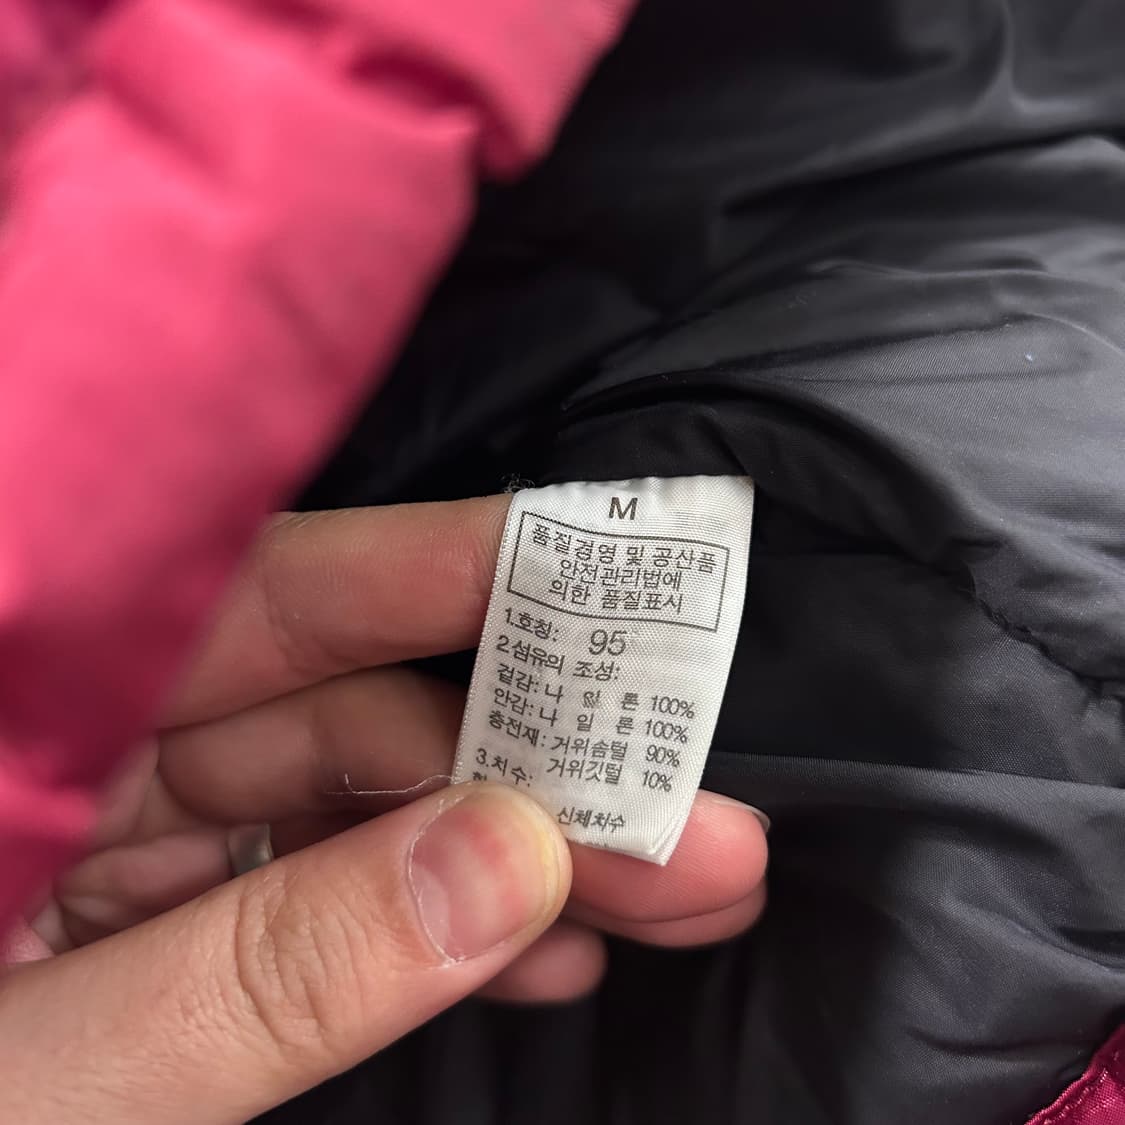 M
품질경영 및 공산품
안전관리법에
의한 품질표시
1.호칭: 95
2.섬유의 조성:
겉감: 나 일 론 100%
안감: 나 일 론 100%
충전재: 거위솜털 90%
거위깃털 10%
3.치수:
신체치수